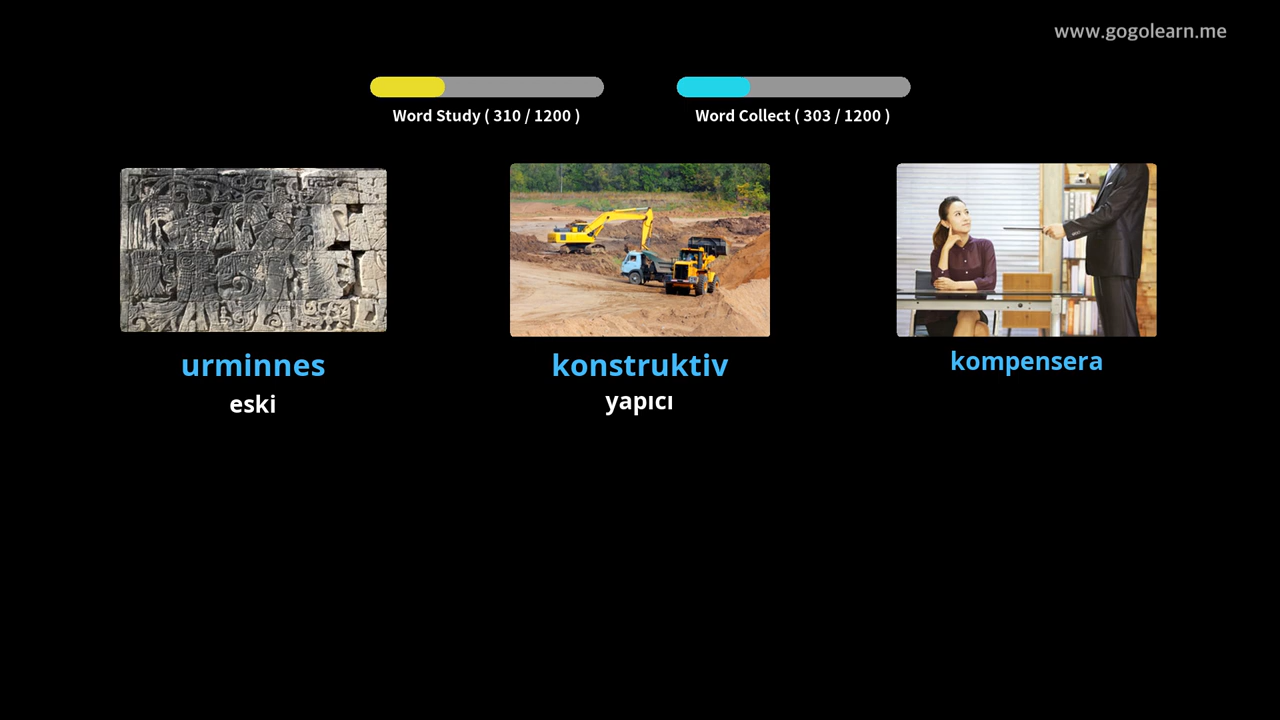 www.gogolearn.me
Word Study ( 310 / 1200 )
Word Collect ( 303 / 1200 )
urminnes
eski
konstruktiv
yapıcı
kompensera